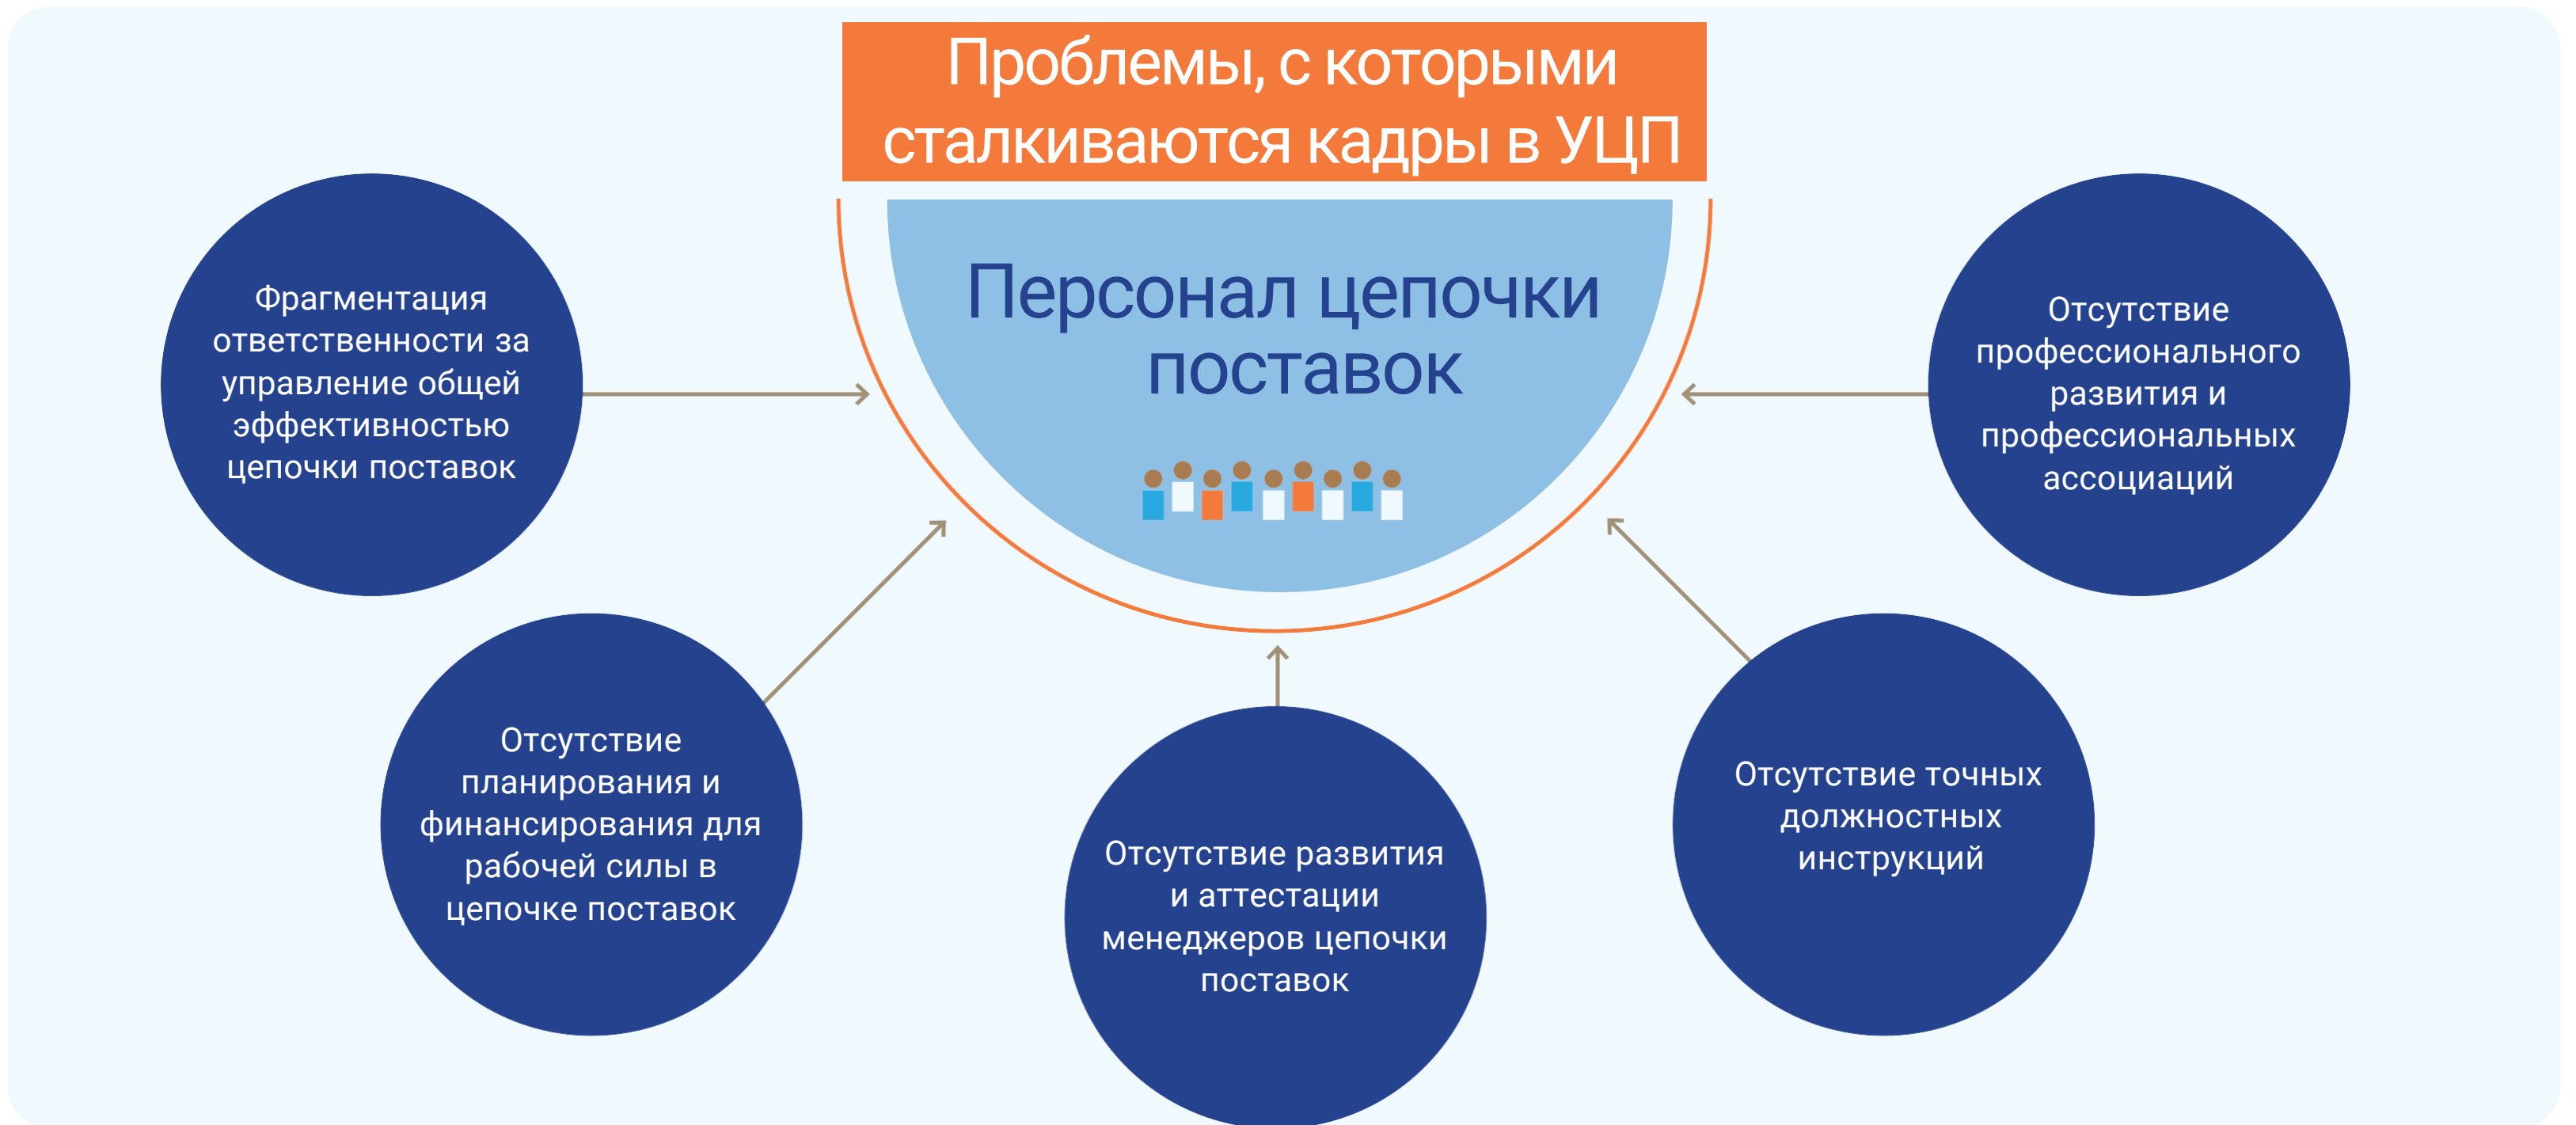 Проблемы, с которыми
сталкиваются кадры в УЦП
Персонал цепочки
поставок
Фрагментация
ответственности за
управление общей
эффективностью
цепочки поставок
Отсутствие
планирования и
финансирования для
рабочей силы в
цепочке поставок
Отсутствие развития
и аттестации
менеджеров цепочки
поставок
Отсутствие точных
должностных
инструкций
Отсутствие
профессионального
развития и
профессиональных
ассоциаций